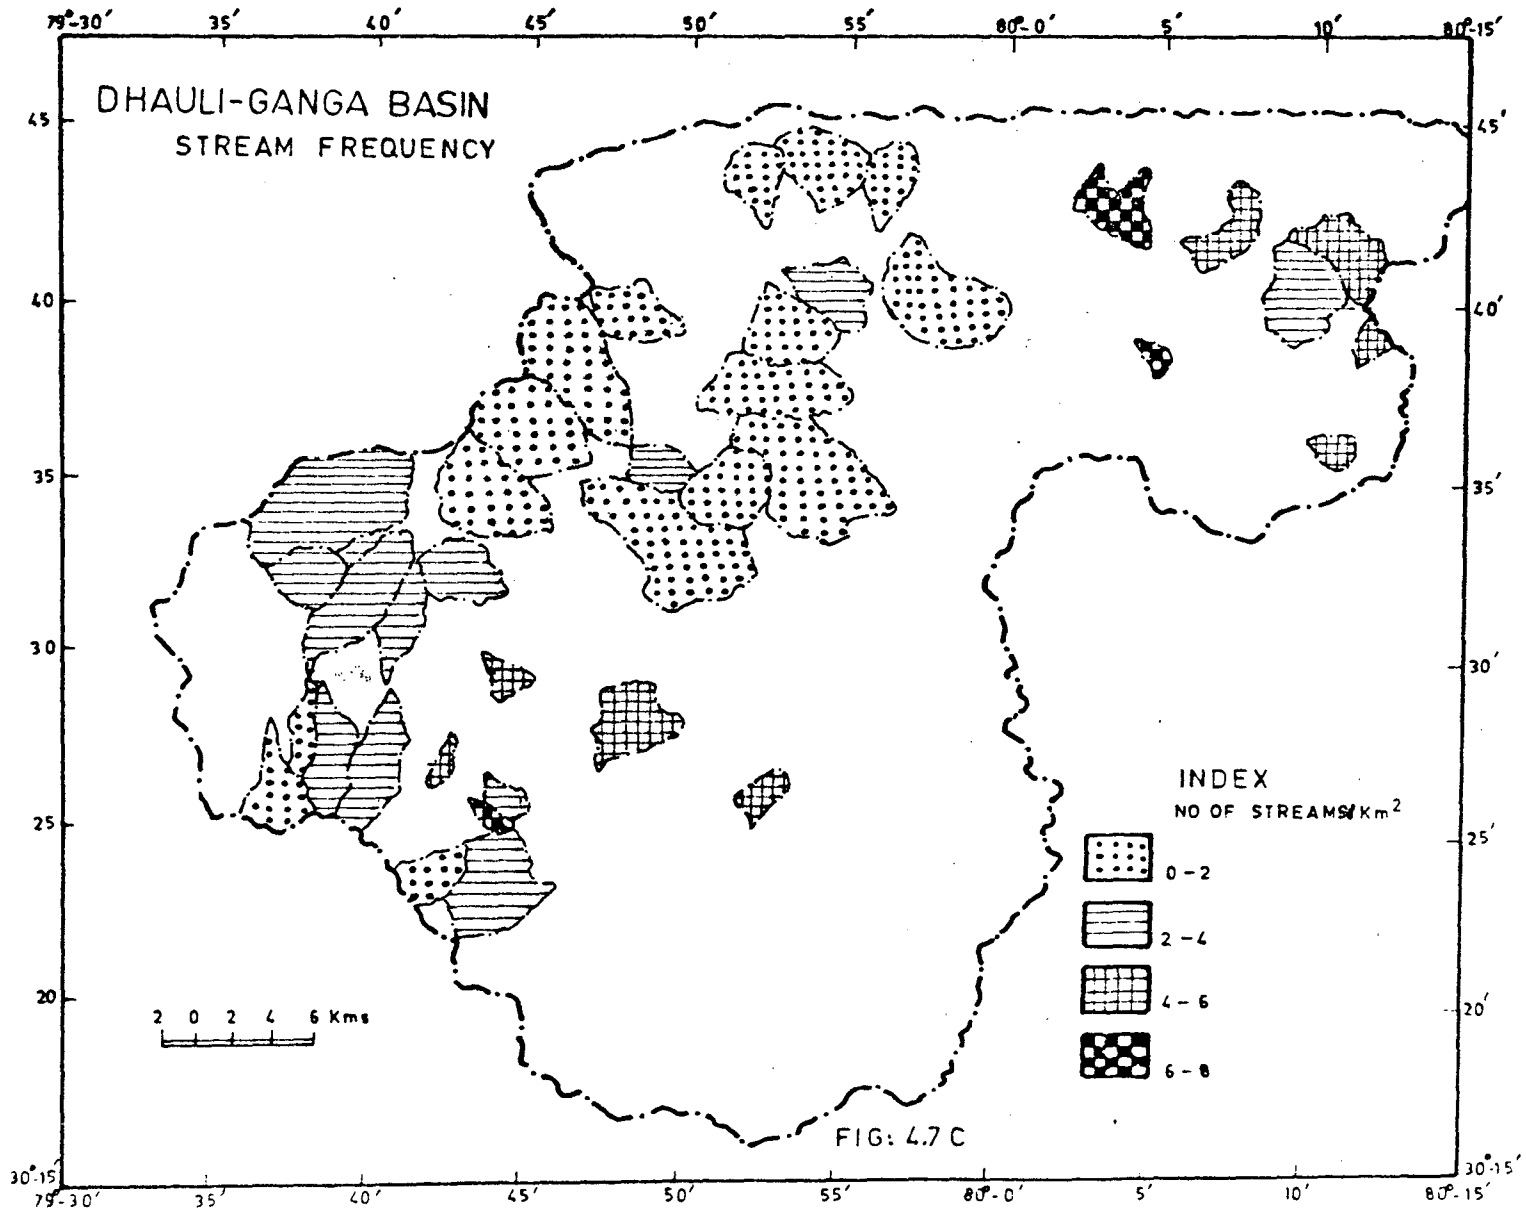 79°-30′ 35′ 40′ 45′ 50′ 55′ 80°-0′ 5′ 10′ 80°-15′
DHAULI-GANGA BASIN
STREAM FREQUENCY
45 45′
40 40′
35 35′
30 30′
25 25′
20 20′
INDEX
NO OF STREAMS/Km²
0-2
2-4
4-6
6-8
2 0 2 4 6 Kms
FIG: 4.7 C
30°-15′ 30°-15′
79°-30′ 35′ 40′ 45′ 50′ 55′ 80°-0′ 5′ 10′ 80°-15′